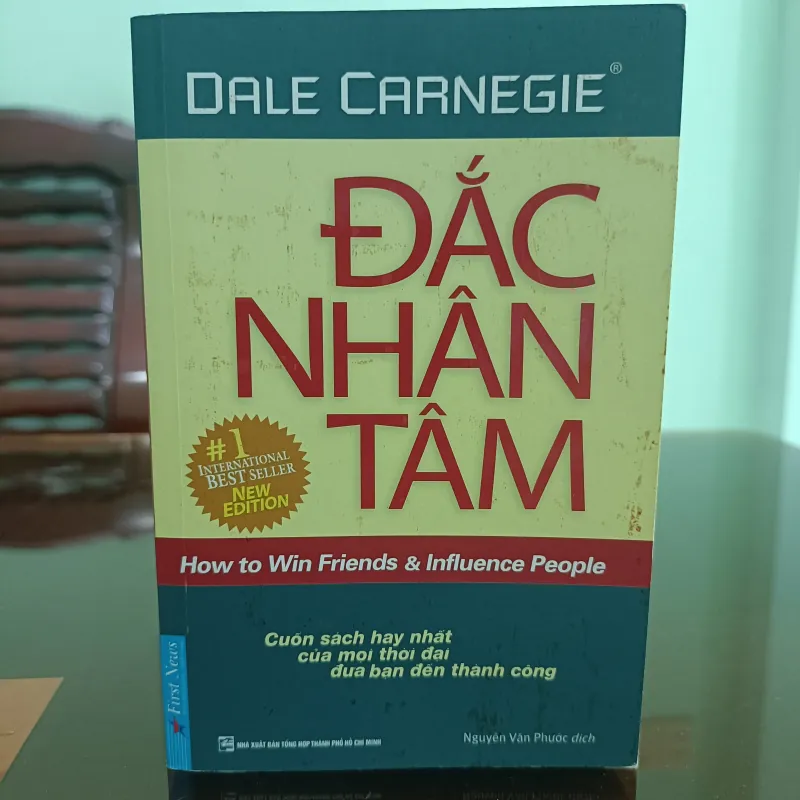 DALE CARNEGIE®
ĐẮC
NHÂN
TÂM
#1
INTERNATIONAL
BEST SELLER
NEW
EDITION
How to Win Friends & Influence People
Cuốn sách hay nhất
của mọi thời đại
đưa bạn đến thành công
First News
NHÀ XUẤT BẢN TỔNG HỢP THÀNH PHỐ HỒ CHÍ MINH
Nguyễn Văn Phước dịch